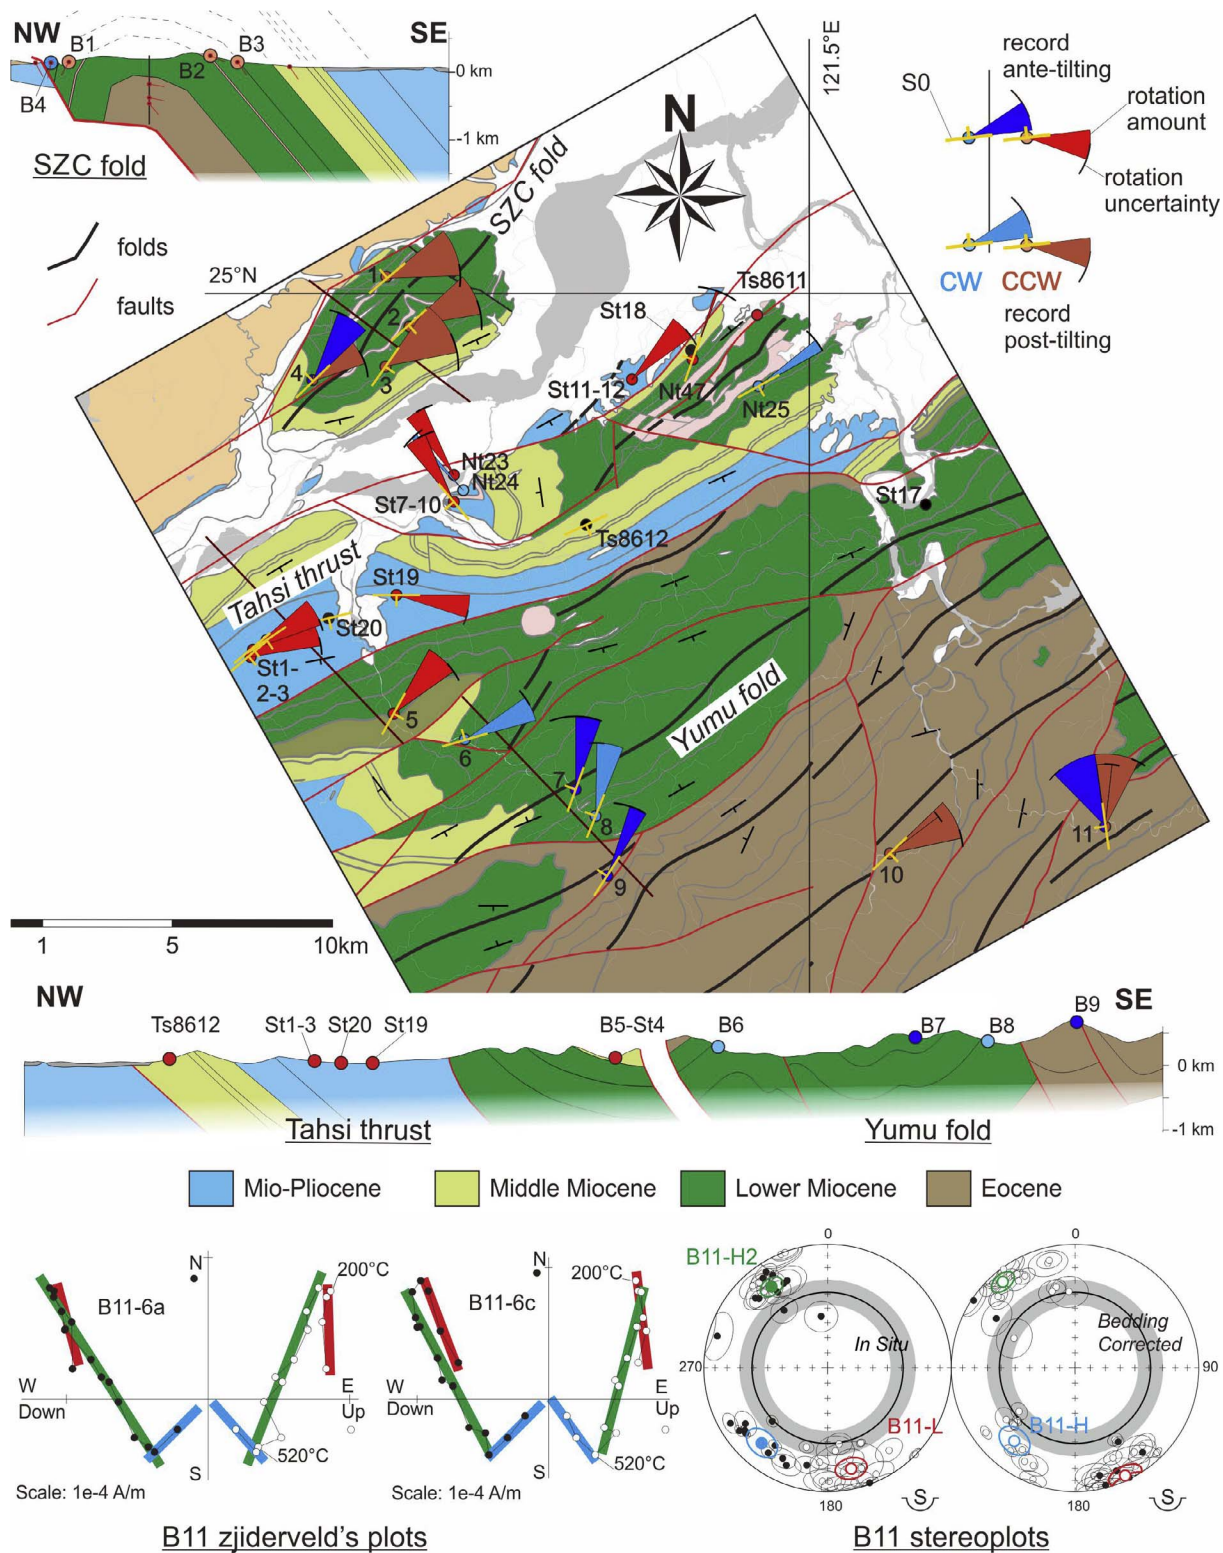 NW
SE
B1
B2
B3
B4
0 km
-1 km
SZC fold
folds
faults
121.5°E
N
25°N
SZC fold
record
ante-tilting
S0
rotation
amount
rotation
uncertainty
CW
CCW
record
post-tilting
1
2
3
4
Ts8611
St18
St11-12
Nt47
Nt25
Nt23
Nt24
St7-10
St17
Ts8612
Tahsi thrust
St19
St20
St1-
2-3
5
6
7
8
9
10
11
Yumu fold
1
5
10km
NW
SE
Ts8612
St1-3
St20
St19
B5-St4
B6
B7
B8
B9
0 km
-1 km
Tahsi thrust
Yumu fold
Mio-Pliocene
Middle Miocene
Lower Miocene
Eocene
N
200°C
B11-6a
W
Down
E
Up
S
520°C
Scale: 1e-4 A/m
N
200°C
B11-6c
W
Down
E
Up
S
520°C
Scale: 1e-4 A/m
B11 zjiderveld's plots
0
B11-H2
In Situ
270
B11-L
180
S
0
Bedding
Corrected
90
B11-H
180
S
B11 stereoplots